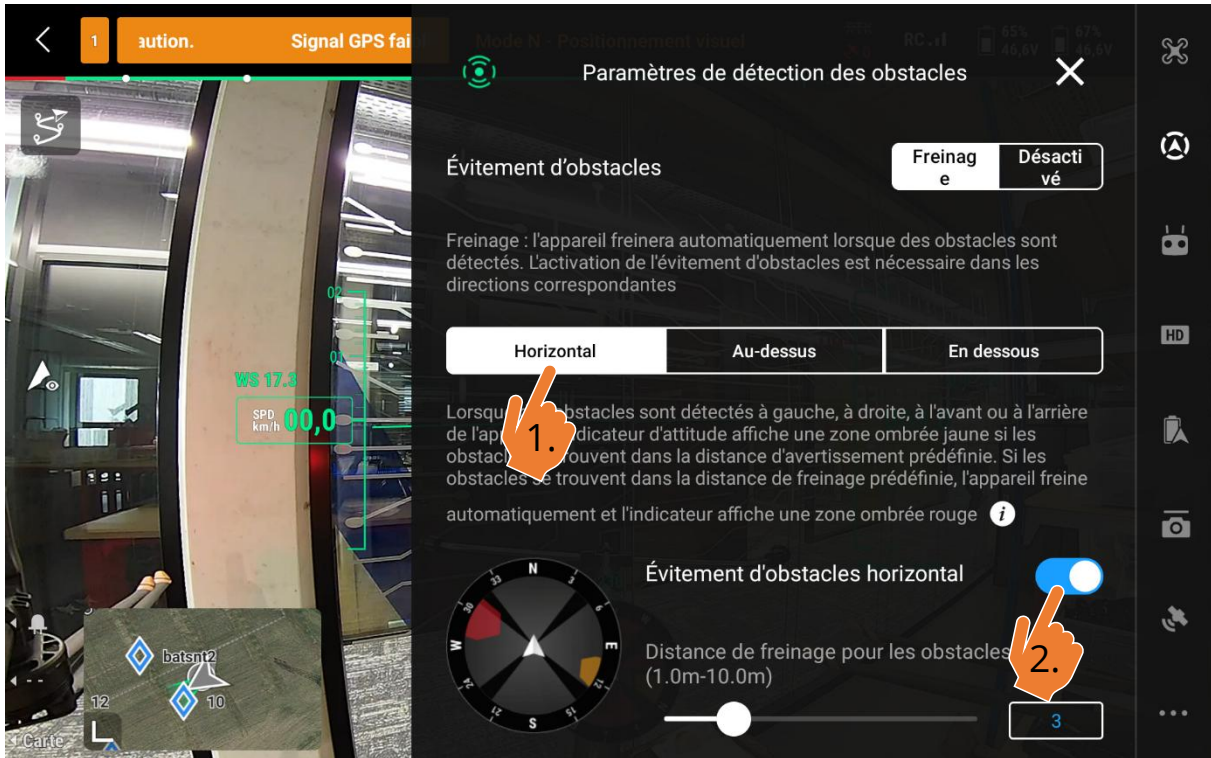 1
aution. Signal GPS fai
Mode N - Positionnement visuel
RC
65%
46,6V
67%
46,6V
Paramètres de détection des obstacles
Évitement d’obstacles
Freinag
e
Désacti
vé
Freinage : l'appareil freinera automatiquement lorsque des obstacles sont
détectés. L'activation de l'évitement d'obstacles est nécessaire dans les
directions correspondantes
Horizontal
Au-dessus
En dessous
Lorsqu bstacles sont détectés à gauche, à droite, à l'avant ou à l'arrière
de l'ap dicateur d'attitude affiche une zone ombrée jaune si les
obstac trouvent dans la distance d'avertissement prédéfinie. Si les
obstacles se trouvent dans la distance de freinage prédéfinie, l'appareil freine
automatiquement et l'indicateur affiche une zone ombrée rouge i
1.
Évitement d'obstacles horizontal
Distance de freinage pour les obstacles
(1.0m-10.0m)
2.
3
N
3
6
E
12
15
S
21
24
W
30
33
02
01
WS 17.3
SPD
km/h
00,0
HD
batsnt2
12
10
Carte